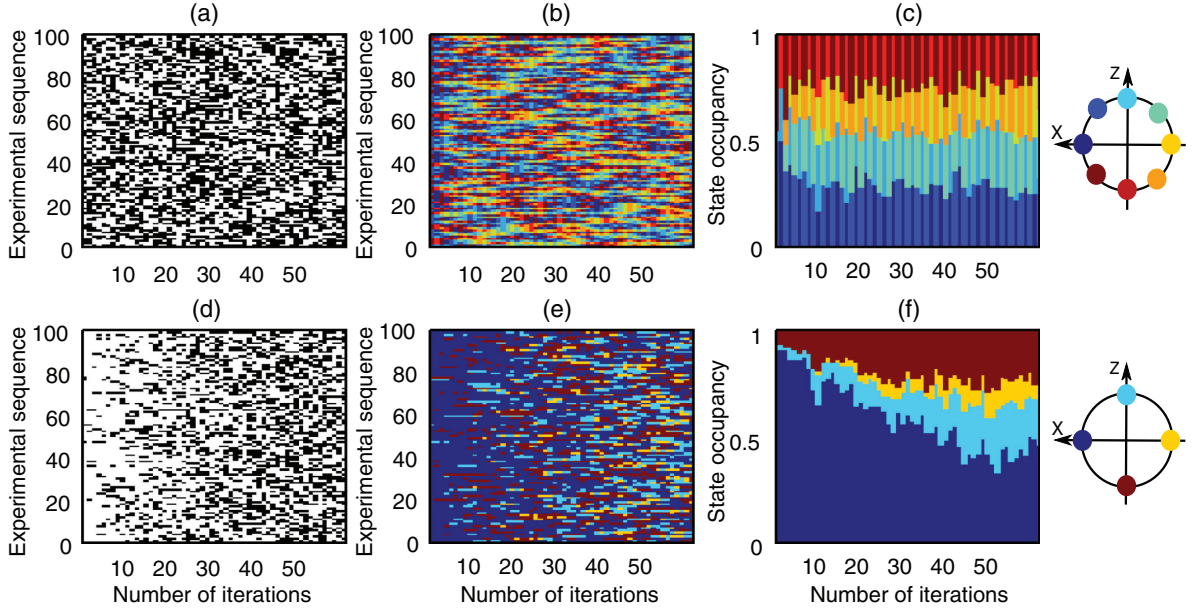 (a)
(b)
(c)
Experimental sequence
100
80
60
40
20
0
10 20 30 40 50
Experimental sequence
100
80
60
40
20
0
10 20 30 40 50
State occupancy
1
0.5
0
10 20 30 40 50
Z
X
(d)
(e)
(f)
Experimental sequence
100
80
60
40
20
0
10 20 30 40 50
Number of iterations
Experimental sequence
100
80
60
40
20
0
10 20 30 40 50
Number of iterations
State occupancy
1
0.5
0
10 20 30 40 50
Number of iterations
Z
X